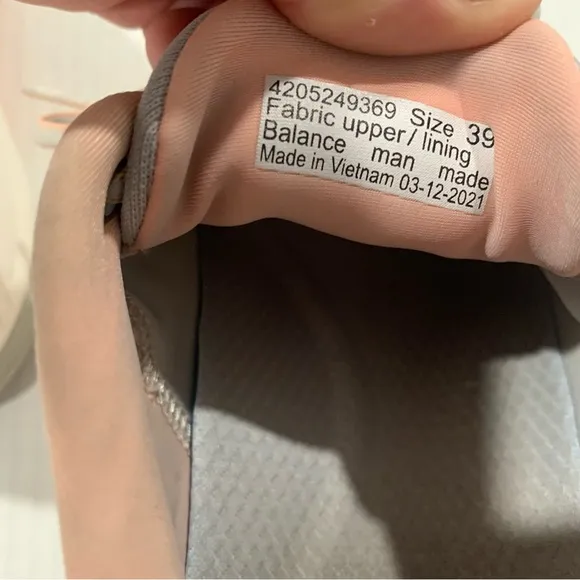 4205249369 Size 39
Fabric upper / lining
Balance man made
Made in Vietnam 03-12-2021